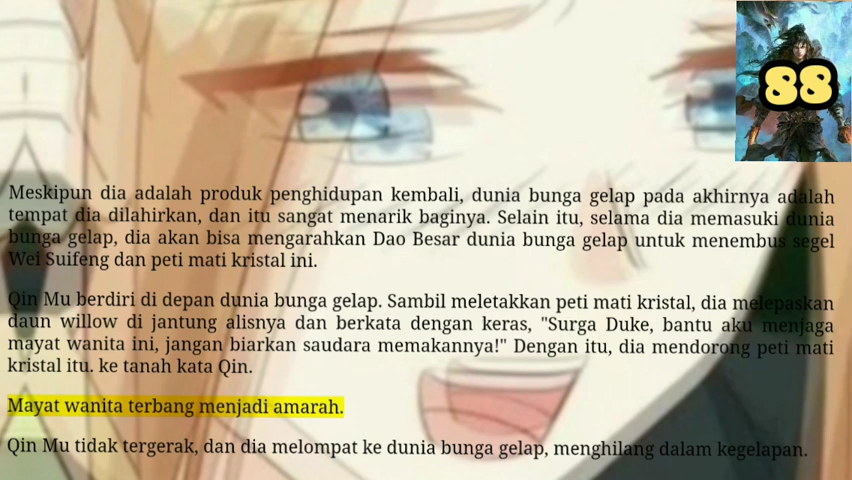 88
Meskipun dia adalah produk penghidupan kembali, dunia bunga gelap pada akhirnya adalah
tempat dia dilahirkan, dan itu sangat menarik baginya. Selain itu, selama dia memasuki dunia
bunga gelap, dia akan bisa mengarahkan Dao Besar dunia bunga gelap untuk menembus segel
Wei Suifeng dan peti mati kristal ini.
Qin Mu berdiri di depan dunia bunga gelap. Sambil meletakkan peti mati kristal, dia melepaskan
daun willow di jantung alisnya dan berkata dengan keras, "Surga Duke, bantu aku menjaga
mayat wanita ini, jangan biarkan saudara memakannya!" Dengan itu, dia mendorong peti mati
kristal itu. ke tanah kata Qin.
Mayat wanita terbang menjadi amarah.
Qin Mu tidak tergerak, dan dia melompat ke dunia bunga gelap, menghilang dalam kegelapan.